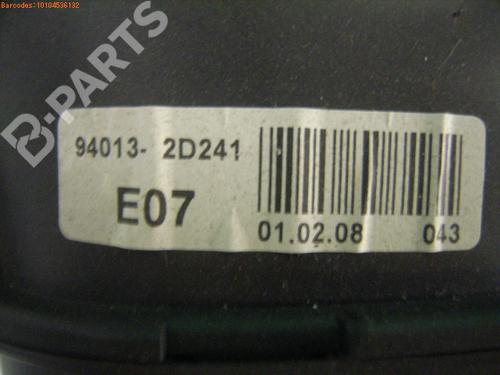 Barcodes:10104536132
B-PARTS
94013- 2D241
E07
01.02.08 043